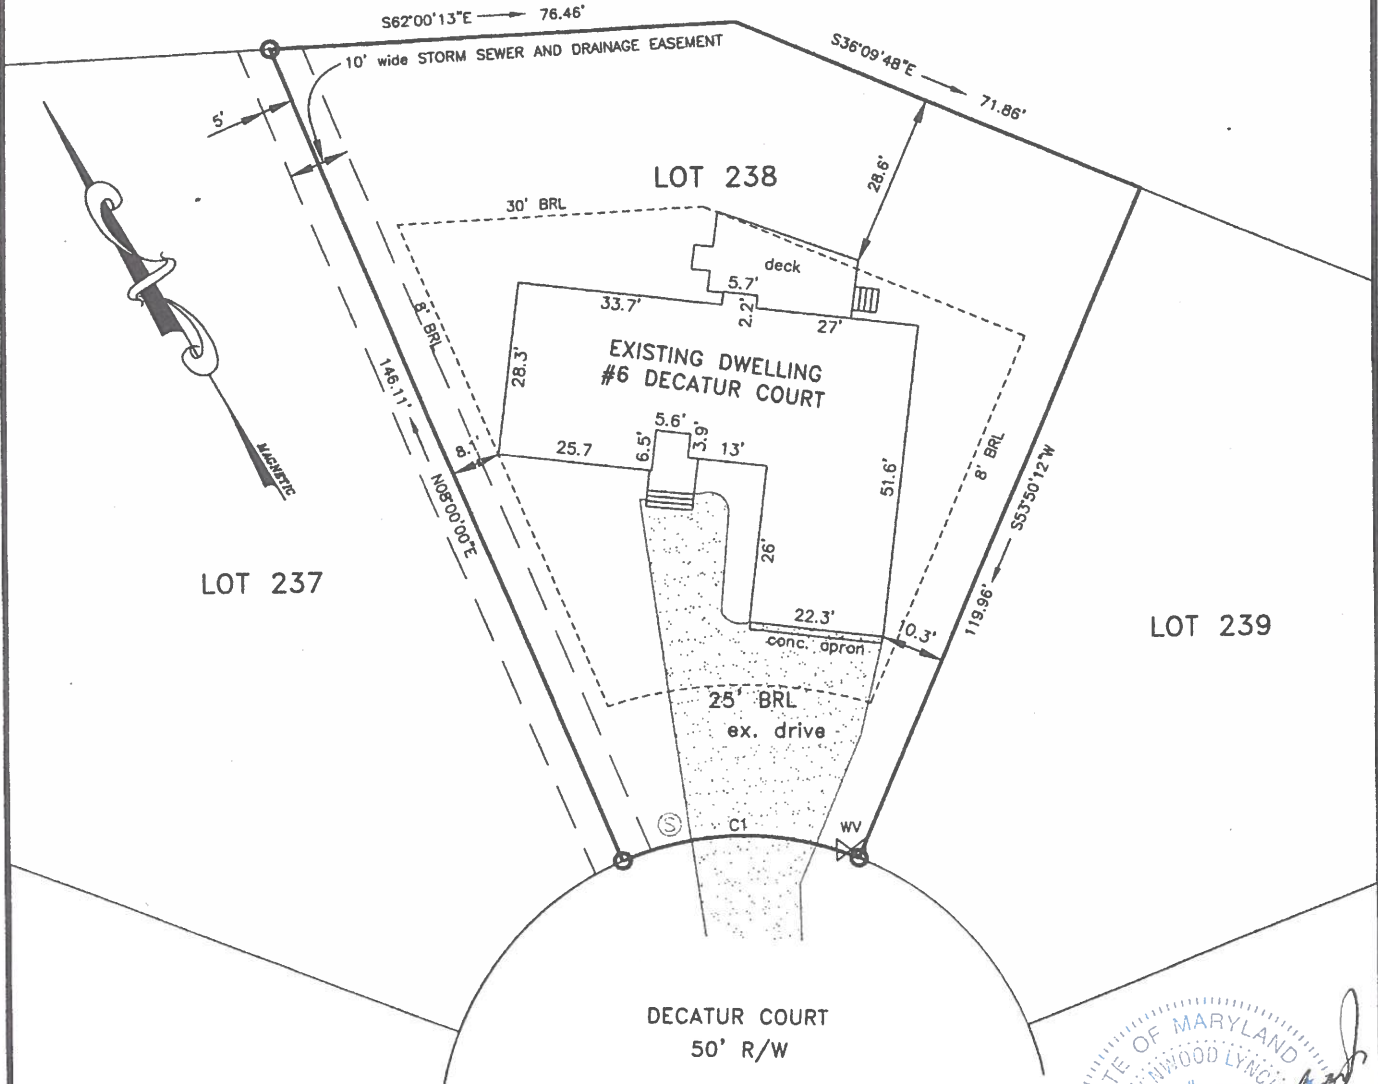 S62°00'13"E 76.46'
10' wide STORM SEWER AND DRAINAGE EASEMENT
S36°09'48"E
71.86'
5'
28.6'
LOT 238
30' BRL
deck
5.7'
33.7'
2.2'
27'
8' BRL
28.3'
EXISTING DWELLING
#6 DECATUR COURT
146.11'
5.6'
6.5'
3.9'
13'
25.7
MAGNETIC
N08°00'00"E
51.6'
8' BRL
S53°50'12"W
26'
LOT 237
119.96'
22.3'
conc. apron
LOT 239
25' BRL
ex. drive
S
C1
WV
DECATUR COURT
50' R/W
OF MARYLAND